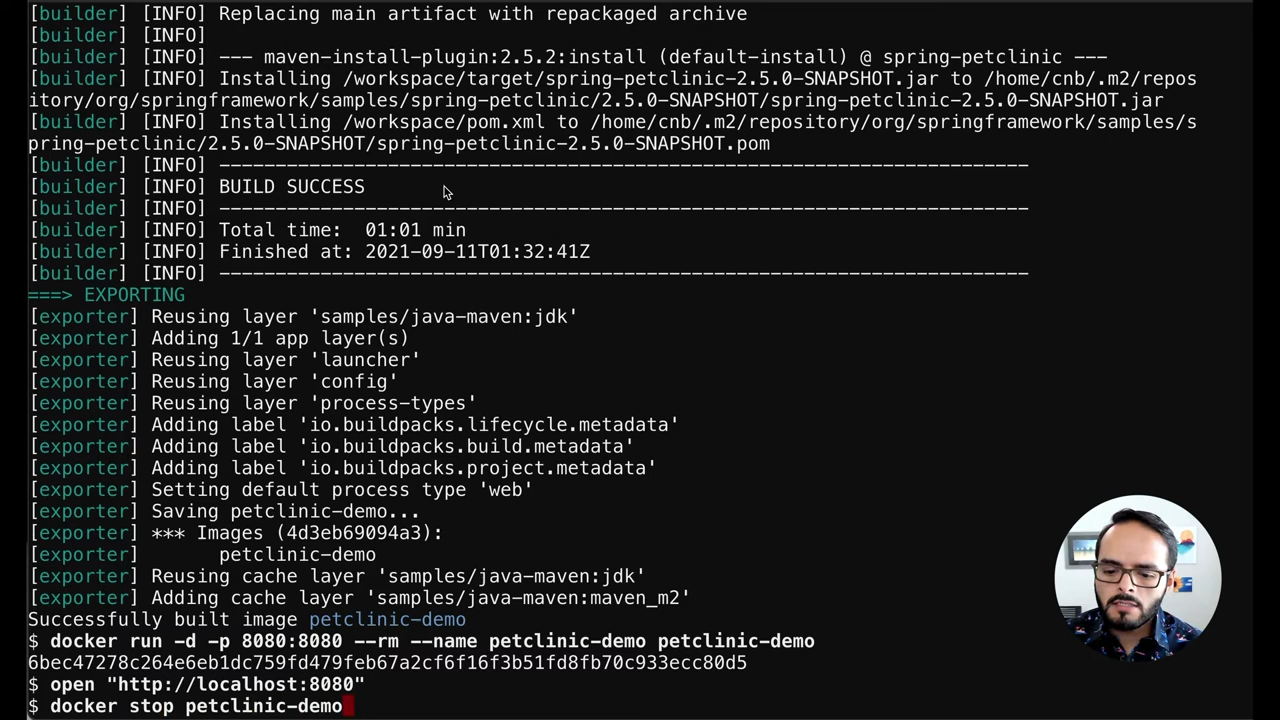 [builder] [INFO] Replacing main artifact with repackaged archive
[builder] [INFO]
[builder] [INFO] --- maven-install-plugin:2.5.2:install (default-install) @ spring-petclinic ---
[builder] [INFO] Installing /workspace/target/spring-petclinic-2.5.0-SNAPSHOT.jar to /home/cnb/.m2/repos
itory/org/springframework/samples/spring-petclinic/2.5.0-SNAPSHOT/spring-petclinic-2.5.0-SNAPSHOT.jar
[builder] [INFO] Installing /workspace/pom.xml to /home/cnb/.m2/repository/org/springframework/samples/s
pring-petclinic/2.5.0-SNAPSHOT/spring-petclinic-2.5.0-SNAPSHOT.pom
[builder] [INFO] ------------------------------------------------------------------------
[builder] [INFO] BUILD SUCCESS
[builder] [INFO] ------------------------------------------------------------------------
[builder] [INFO] Total time:  01:01 min
[builder] [INFO] Finished at: 2021-09-11T01:32:41Z
[builder] [INFO] ------------------------------------------------------------------------
===> EXPORTING
[exporter] Reusing layer 'samples/java-maven:jdk'
[exporter] Adding 1/1 app layer(s)
[exporter] Reusing layer 'launcher'
[exporter] Reusing layer 'config'
[exporter] Reusing layer 'process-types'
[exporter] Adding label 'io.buildpacks.lifecycle.metadata'
[exporter] Adding label 'io.buildpacks.build.metadata'
[exporter] Adding label 'io.buildpacks.project.metadata'
[exporter] Setting default process type 'web'
[exporter] Saving petclinic-demo...
[exporter] *** Images (4d3eb69094a3):
[exporter]       petclinic-demo
[exporter] Reusing cache layer 'samples/java-maven:jdk'
[exporter] Adding cache layer 'samples/java-maven:maven_m2'
Successfully built image petclinic-demo
$ docker run -d -p 8080:8080 --rm --name petclinic-demo petclinic-demo
6bec47278c264e6eb1dc759fd479feb67a2cf6f16f3b51fd8fb70c933ecc80d5
$ open "http://localhost:8080"
$ docker stop petclinic-demo